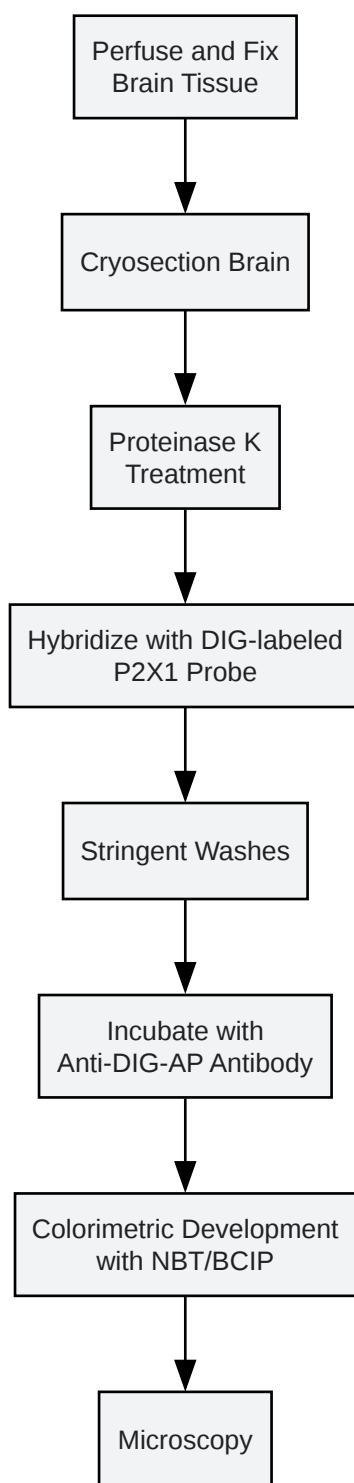 Perfuse and Fix
Brain Tissue
Cryosection Brain
Proteinase K
Treatment
Hybridize with DIG-labeled
P2X1 Probe
Stringent Washes
Incubate with
Anti-DIG-AP Antibody
Colorimetric Development
with NBT/BCIP
Microscopy